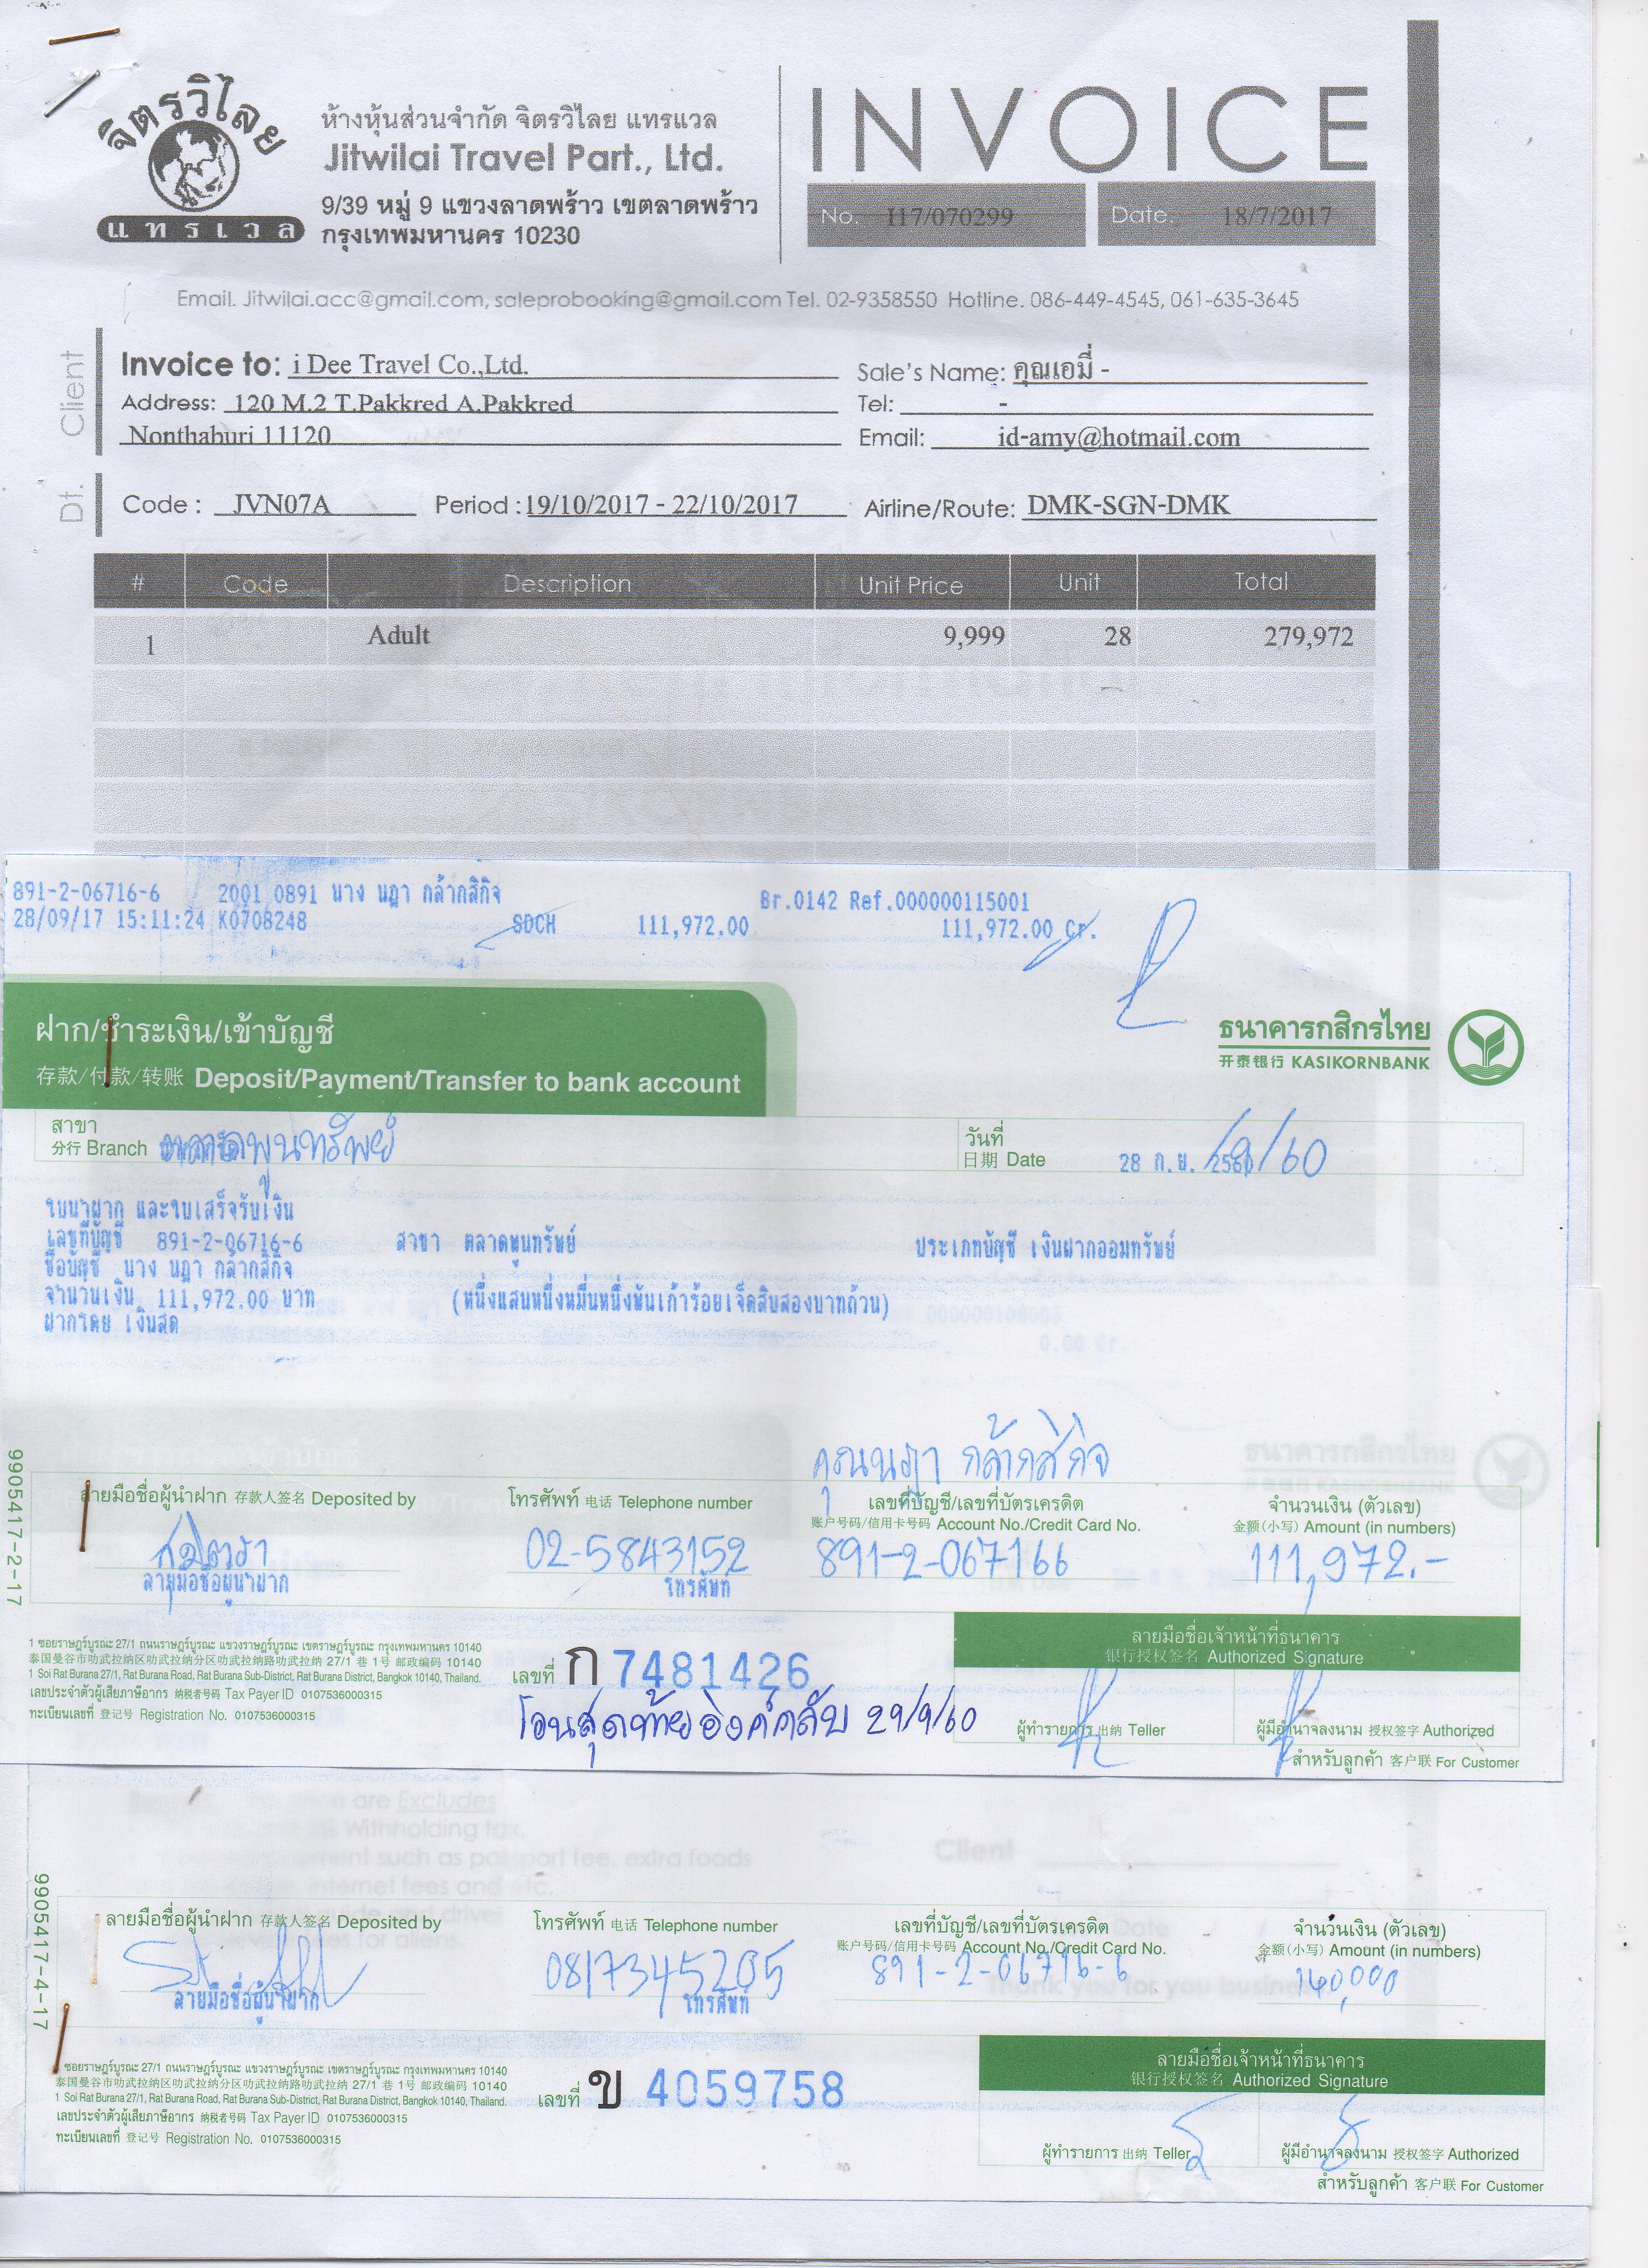 จิตรวิไลย
แทรเวล
ห้างหุ้นส่วนจำกัด จิตรวิไลย แทรแวล
Jitwilai Travel Part., Ltd.
9/39 หมู่ 9 แขวงลาดพร้าว เขตลาดพร้าว
กรุงเทพมหานคร 10230
INVOICE
No. I17/070299 Date. 18/7/2017
Email. Jitwilai.acc@gmail.com, saleprobooking@gmail.com Tel. 02-9358550 Hotline. 086-449-4545, 061-635-3645
Client
Invoice to: i Dee Travel Co.,Ltd. Sale's Name: คุณเอมี่ -
Address: 120 M.2 T.Pakkred A.Pakkred Tel: -
Nonthaburi 11120 Email: id-amy@hotmail.com
Dt.
Code : JVN07A Period : 19/10/2017 - 22/10/2017 Airline/Route: DMK-SGN-DMK
# Code Description Unit Price Unit Total
1 Adult 9,999 28 279,972
891-2-06716-6 2001 0891 นาง นฎา กล้ากสิกิจ Br.0142 Ref.000000115001
28/09/17 15:11:24 K0708248 SDCH 111,972.00 111,972.00 Cr.
ฝาก/ชำระเงิน/เข้าบัญชี
存款/付款/转账 Deposit/Payment/Transfer to bank account
ธนาคารกสิกรไทย
开泰银行 KASIKORNBANK
สาขา
分行 Branch ตลาดพูนทรัพย์
วันที่
日期 Date 28 ก.ย. 2560 /9/60
ใบนำฝาก และใบเสร็จรับเงิน
เลขที่บัญชี 891-2-06716-6 สาขา ตลาดพูนทรัพย์ ประเภทบัญชี เงินฝากออมทรัพย์
ชื่อบัญชี นาง นฎา กล้ากสิกิจ
จำนวนเงิน 111,972.00 บาท (หนึ่งแสนหนึ่งหมื่นหนึ่งพันเก้าร้อยเจ็ดสิบสองบาทถ้วน)
ฝากโดย เงินสด
คุณนฎา กล้ากสิกิจ
9905417-2-17
ลายมือชื่อผู้นำฝาก 存款人签名 Deposited by โทรศัพท์ 电话 Telephone number เลขที่บัญชี/เลขที่บัตรเครดิต จำนวนเงิน (ตัวเลข)
账户号码/信用卡号码 Account No./Credit Card No. 金额(小写) Amount (in numbers)
สุมิตรา 02-5843152 891-2-067166 111,972.-
ลายมือชื่อผู้นำฝาก โทรศัพท์
1 ซอยราษฎร์บูรณะ 27/1 ถนนราษฎร์บูรณะ แขวงราษฎร์บูรณะ เขตราษฎร์บูรณะ กรุงเทพมหานคร 10140
泰国曼谷市叻武拉纳区叻武拉纳分区叻武拉纳路叻武拉纳 27/1 巷 1号 邮政编码 10140
1 Soi Rat Burana 27/1, Rat Burana Road, Rat Burana Sub-District, Rat Burana District, Bangkok 10140, Thailand.
เลขประจำตัวผู้เสียภาษีอากร 纳税者号码 Tax Payer ID 0107536000315
ทะเบียนเลขที่ 登记号 Registration No. 0107536000315
เลขที่ ก 7481426
โอนสุดท้ายอิงค์กลับ 29/9/60
ลายมือชื่อเจ้าหน้าที่ธนาคาร
银行授权签名 Authorized Signature
ผู้ทำรายการ 出纳 Teller ผู้มีอำนาจลงนาม 授权签字 Authorized
สำหรับลูกค้า 客户联 For Customer
are Excludes
Withholding tax.
such as passport fee, extra foods
internet fees and etc.
Client
Date
Thank you for you business
9905417-4-17
ลายมือชื่อผู้นำฝาก 存款人签名 Deposited by โทรศัพท์ 电话 Telephone number เลขที่บัญชี/เลขที่บัตรเครดิต จำนวนเงิน (ตัวเลข)
账户号码/信用卡号码 Account No./Credit Card No. 金额(小写) Amount (in numbers)
0817345205 891-2-06716-6 140,000
ลายมือชื่อผู้นำฝาก โทรศัพท์
ซอยราษฎร์บูรณะ 27/1 ถนนราษฎร์บูรณะ แขวงราษฎร์บูรณะ เขตราษฎร์บูรณะ กรุงเทพมหานคร 10140
泰国曼谷市叻武拉纳区叻武拉纳分区叻武拉纳路叻武拉纳 27/1 巷 1号 邮政编码 10140
1 Soi Rat Burana 27/1, Rat Burana Road, Rat Burana Sub-District, Rat Burana District, Bangkok 10140, Thailand.
เลขประจำตัวผู้เสียภาษีอากร 纳税者号码 Tax Payer ID 0107536000315
ทะเบียนเลขที่ 登记号 Registration No. 0107536000315
เลขที่ ข 4059758
ลายมือชื่อเจ้าหน้าที่ธนาคาร
银行授权签名 Authorized Signature
ผู้ทำรายการ 出纳 Teller ผู้มีอำนาจลงนาม 授权签字 Authorized
สำหรับลูกค้า 客户联 For Customer